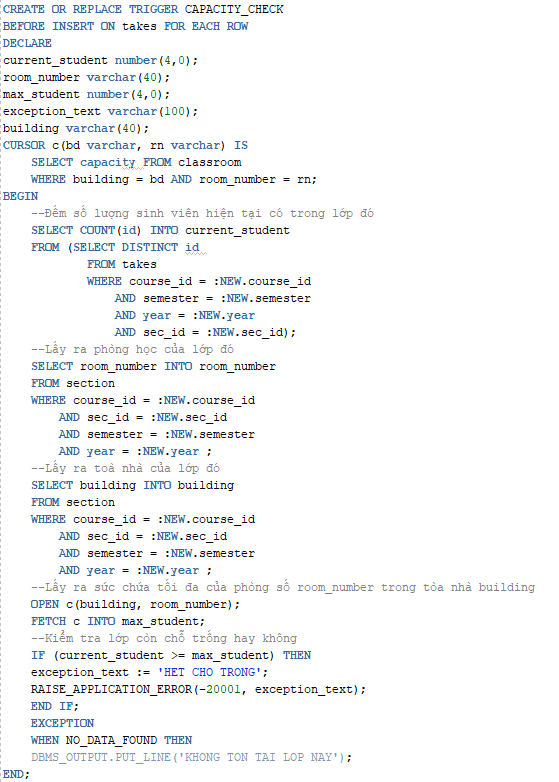 CREATE OR REPLACE TRIGGER CAPACITY_CHECK
BEFORE INSERT ON takes FOR EACH ROW
DECLARE
current_student number(4,0);
room_number varchar(40);
max_student number(4,0);
exception_text varchar(100);
building varchar(40);
CURSOR c(bd varchar, rn varchar) IS
    SELECT capacity FROM classroom
    WHERE building = bd AND room_number = rn;
BEGIN
    --Đếm số lượng sinh viên hiện tại có trong lớp đó
    SELECT COUNT(id) INTO current_student
    FROM (SELECT DISTINCT id
            FROM takes
            WHERE course_id = :NEW.course_id
                AND semester = :NEW.semester
                AND year = :NEW.year
                AND sec_id = :NEW.sec_id);
    --Lấy ra phòng học của lớp đó
    SELECT room_number INTO room_number
    FROM section
    WHERE course_id = :NEW.course_id
        AND sec_id = :NEW.sec_id
        AND semester = :NEW.semester
        AND year = :NEW.year ;
    --Lấy ra toà nhà của lớp đó
    SELECT building INTO building
    FROM section
    WHERE course_id = :NEW.course_id
        AND sec_id = :NEW.sec_id
        AND semester = :NEW.semester
        AND year = :NEW.year ;
    --Lấy ra sức chứa tối đa của phòng số room_number trong tòa nhà building
    OPEN c(building, room_number);
    FETCH c INTO max_student;
    --Kiểm tra lớp còn chỗ trống hay không
    IF (current_student >= max_student) THEN
    exception_text := 'HET CHO TRONG';
    RAISE_APPLICATION_ERROR(-20001, exception_text);
    END IF;
    EXCEPTION
    WHEN NO_DATA_FOUND THEN
    DBMS_OUTPUT.PUT_LINE('KHONG TON TAI LOP NAY');
END;